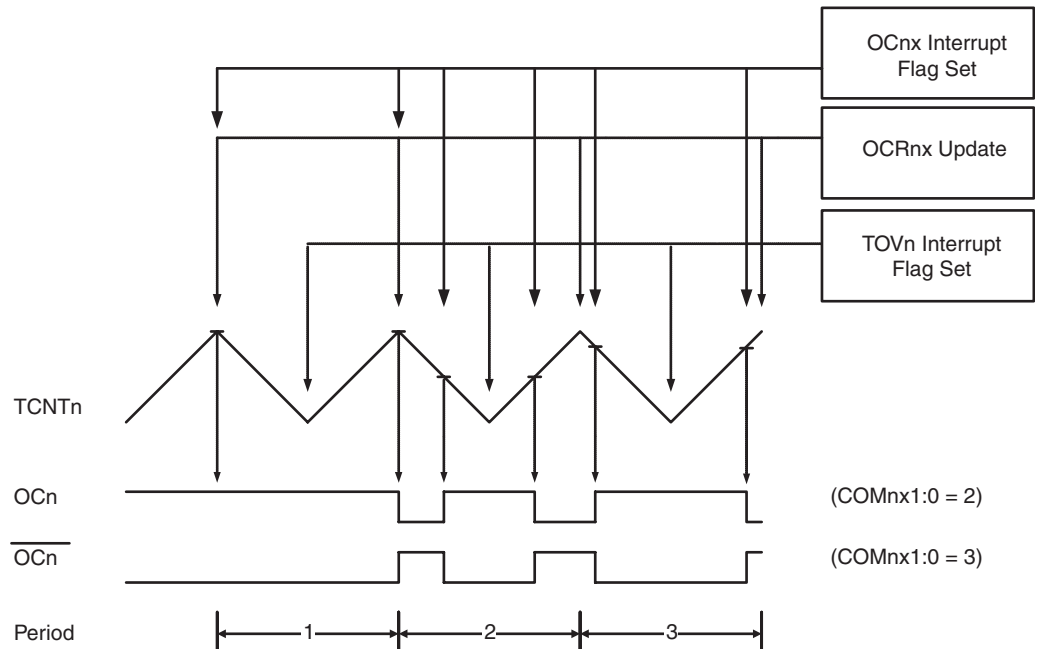 OCnx Interrupt
Flag Set
OCRnx Update
TOVn Interrupt
Flag Set
TCNTn
OCn
(COMnx1:0 = 2)
OCn
(COMnx1:0 = 3)
Period
1
2
3